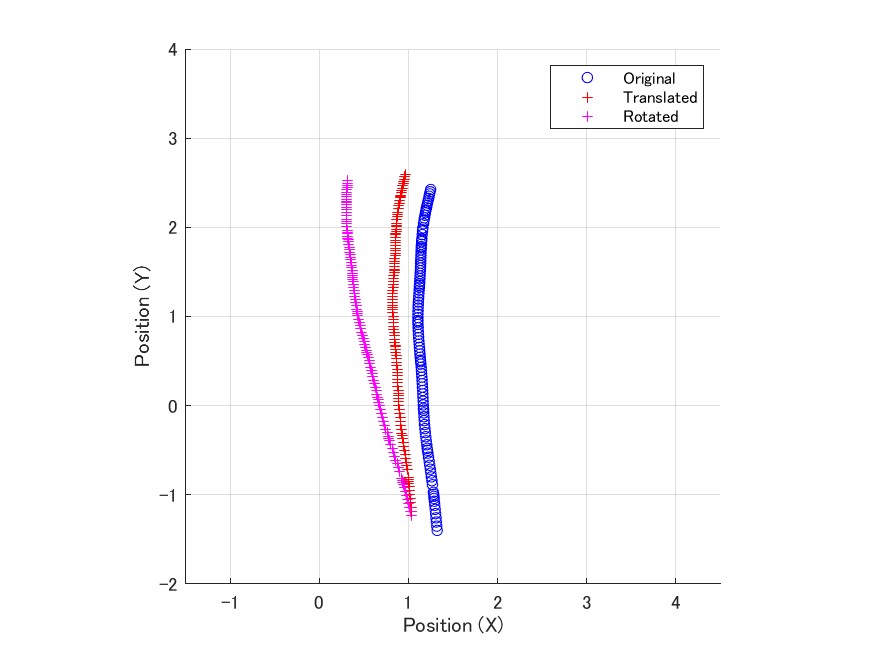 4
3
2
1
0
−1
−2
−1
0
1
2
3
4
Position (X)
Position (Y)
Original
Translated
Rotated